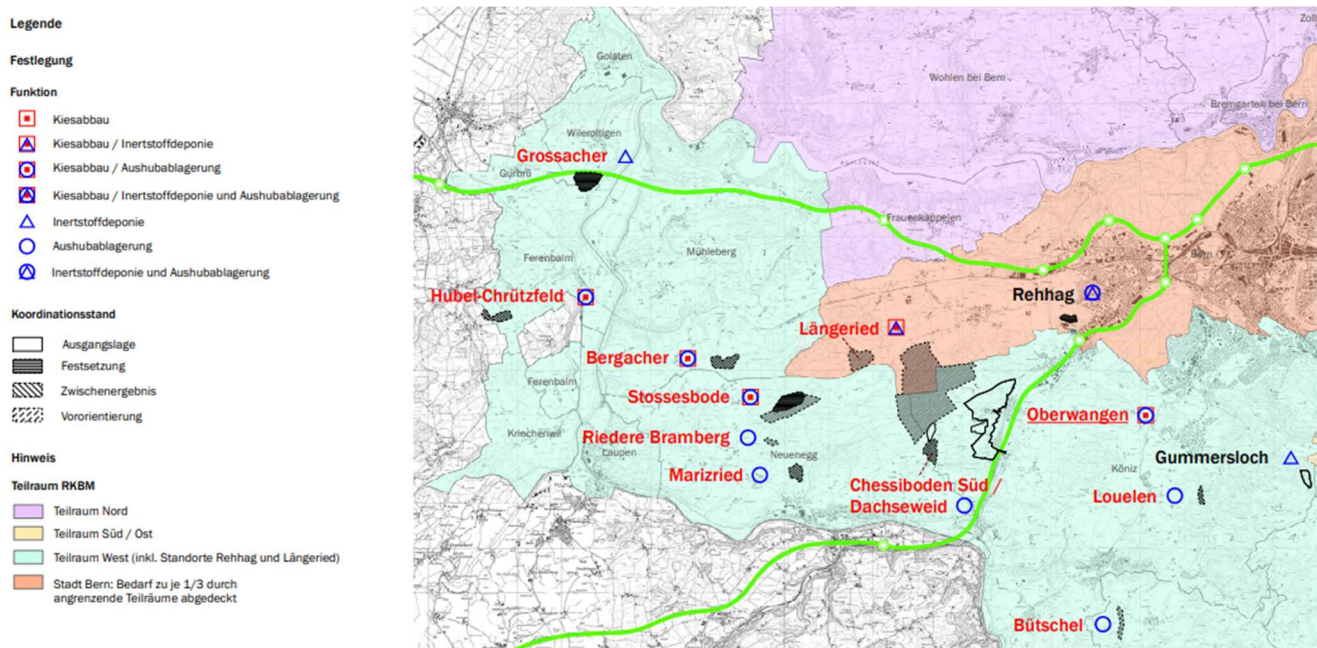 Legende
Festlegung
Funktion
Kiesabbau
Kiesabbau / Inertstoffdeponie
Kiesabbau / Aushubablagerung
Kiesabbau / Inertstoffdeponie und Aushubablagerung
Inertstoffdeponie
Aushubablagerung
Inertstoffdeponie und Aushubablagerung
Koordinationsstand
Ausgangslage
Festsetzung
Zwischenergebnis
Vororientierung
Hinweis
Teilraum RKBM
Teilraum Nord
Teilraum Süd / Ost
Teilraum West (inkl. Standorte Rehhag und Längeried)
Stadt Bern: Bedarf zu je 1/3 durch
angrenzende Teilräume abgedeckt
Golaten
Wohlen bei Bern
Bremgarten bei Bern
Wileroltigen
Grossacher
Gurbrü
Frauenkappelen
Mühleberg
Ferenbalm
Bern
Hubel-Chrützfeld
Rehhag
Längeried
Bergacher
Ferenbalm
Stossesbode
Oberwangen
Kriechenwil
Riedere Bramberg
Laupen
Neuenegg
Gummersloch
Marizried
Köniz
Chessiboden Süd /
Dachseweid
Louelen
Bütschel